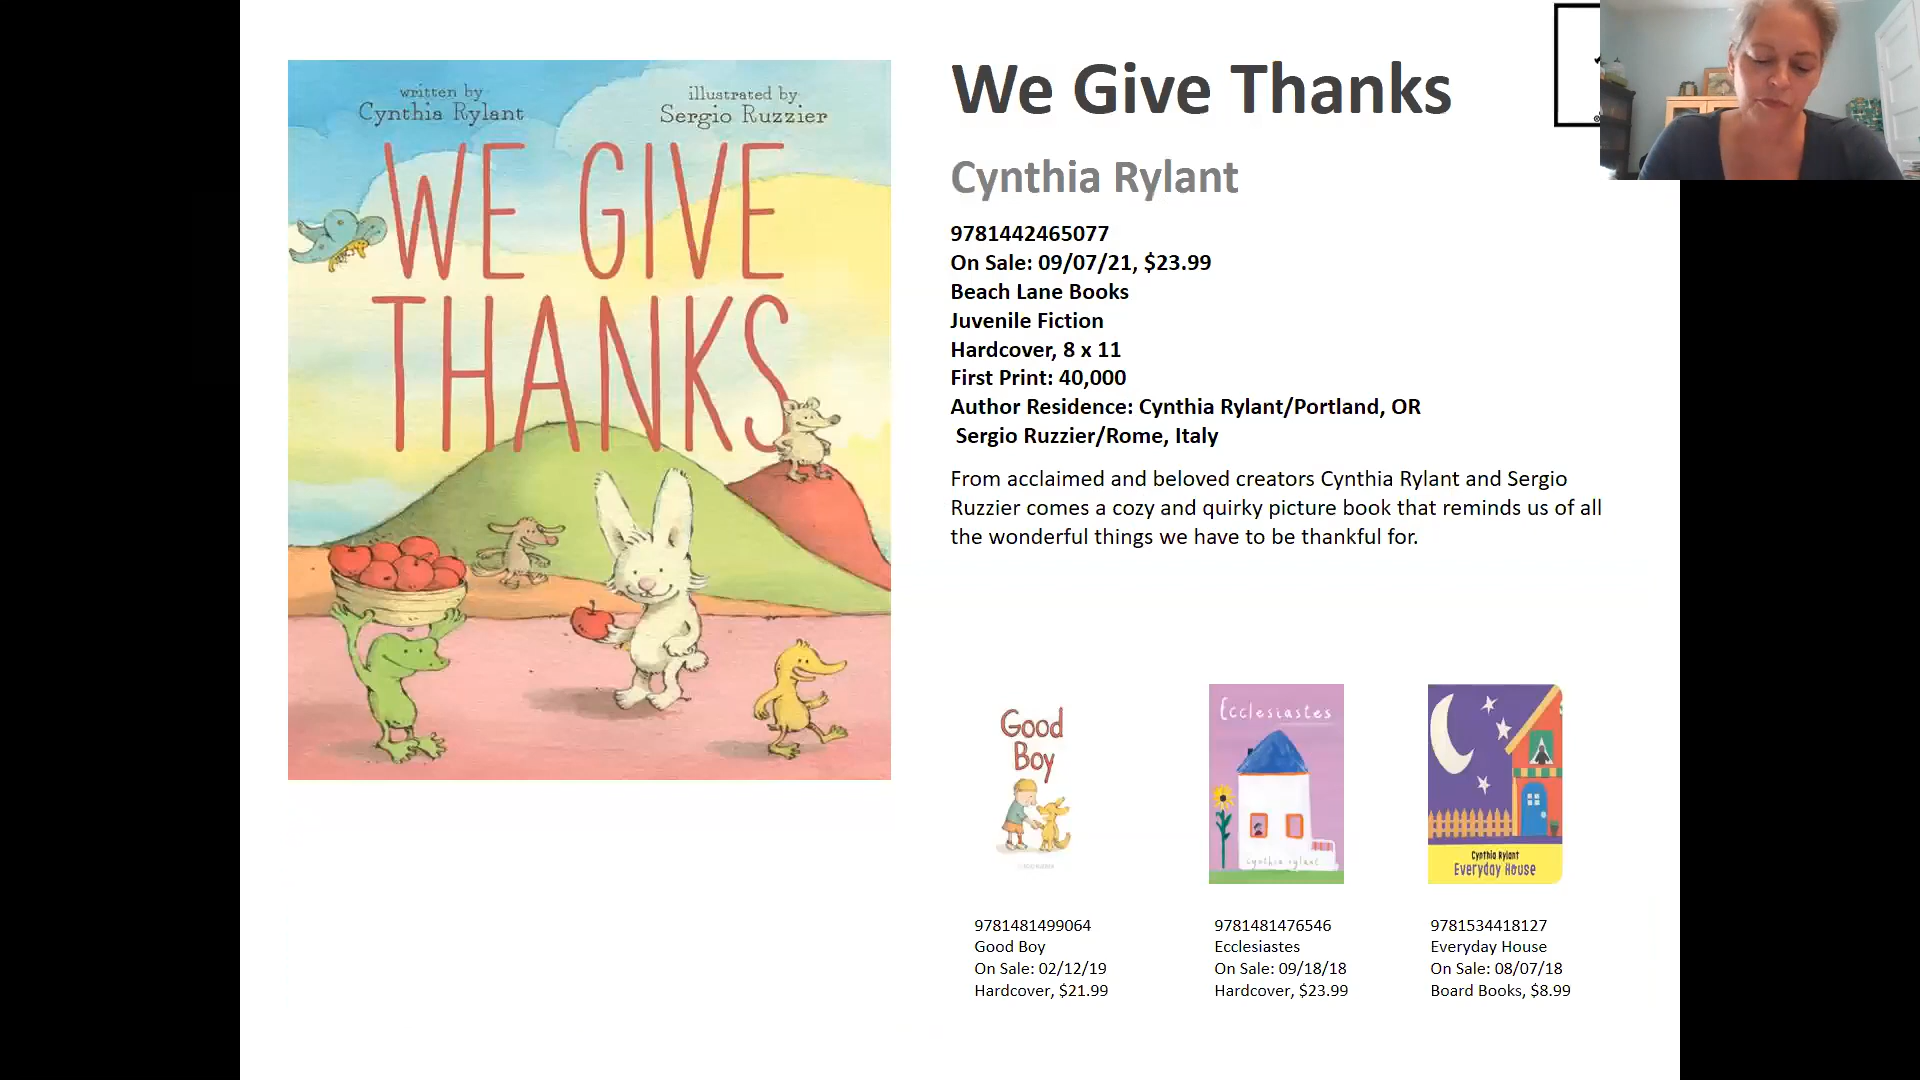 written by
Cynthia Rylant
illustrated by
Sergio Ruzzier
WE GIVE
THANKS
We Give Thanks
Cynthia Rylant
9781442465077
On Sale: 09/07/21, $23.99
Beach Lane Books
Juvenile Fiction
Hardcover, 8 x 11
First Print: 40,000
Author Residence: Cynthia Rylant/Portland, OR
Sergio Ruzzier/Rome, Italy
From acclaimed and beloved creators Cynthia Rylant and Sergio
Ruzzier comes a cozy and quirky picture book that reminds us of all
the wonderful things we have to be thankful for.
Good
Boy
Ecclesiastes
cynthia rylant
Cynthia Rylant
Everyday House
9781481499064
Good Boy
On Sale: 02/12/19
Hardcover, $21.99
9781481476546
Ecclesiastes
On Sale: 09/18/18
Hardcover, $23.99
9781534418127
Everyday House
On Sale: 08/07/18
Board Books, $8.99